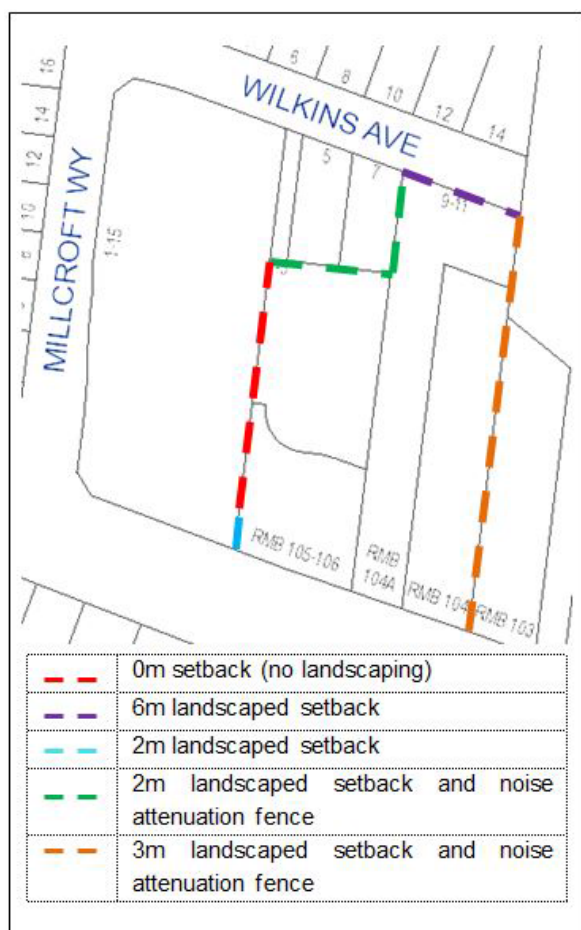 16
14
12
10
8
6
8
10
12
14
WILKINS AVE
5
7
9-11
1-15
MILLCROFT WY
RMB 105-106
RMB
104A
RMB 104
RMB 103
0m setback (no landscaping)
6m landscaped setback
2m landscaped setback
2m landscaped setback and noise
attenuation fence
3m landscaped setback and noise
attenuation fence